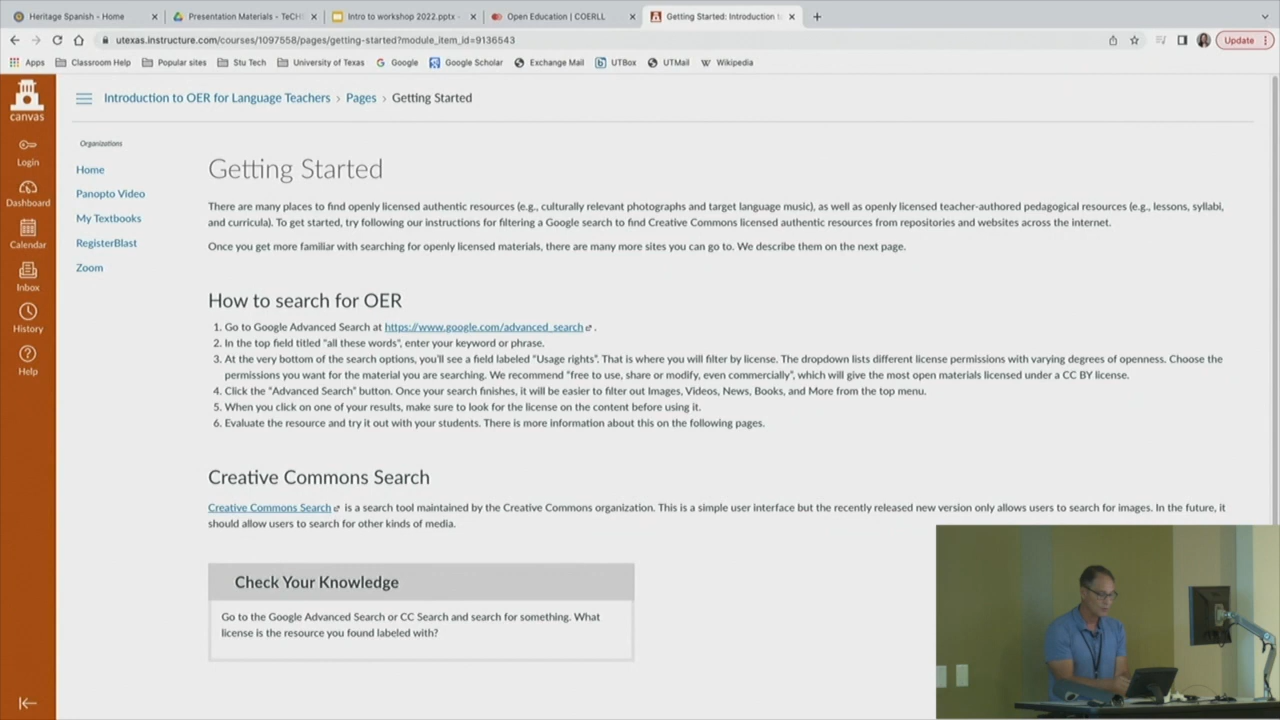 Heritage Spanish - Home
Presentation Materials - TeCH
Intro to workshop 2022.pptx -
Open Education | COERLL
Getting Started: Introduction t
utexas.instructure.com/courses/1097558/pages/getting-started?module_item_id=9136543
Update
Apps
Classroom Help
Popular sites
Stu Tech
University of Texas
Google
Google Scholar
Exchange Mail
UTBox
UTMail
Wikipedia
canvas
Login
Dashboard
Calendar
Inbox
History
Help
Introduction to OER for Language Teachers › Pages › Getting Started
Organizations
Home
Panopto Video
My Textbooks
RegisterBlast
Zoom
Getting Started
There are many places to find openly licensed authentic resources (e.g., culturally relevant photographs and target language music), as well as openly licensed teacher-authored pedagogical resources (e.g., lessons, syllabi,
and curricula). To get started, try following our instructions for filtering a Google search to find Creative Commons licensed authentic resources from repositories and websites across the internet.
Once you get more familiar with searching for openly licensed materials, there are many more sites you can go to. We describe them on the next page.
How to search for OER
1. Go to Google Advanced Search at https://www.google.com/advanced_search .
2. In the top field titled "all these words", enter your keyword or phrase.
3. At the very bottom of the search options, you'll see a field labeled "Usage rights". That is where you will filter by license. The dropdown lists different license permissions with varying degrees of openness. Choose the
permissions you want for the material you are searching. We recommend "free to use, share or modify, even commercially", which will give the most open materials licensed under a CC BY license.
4. Click the "Advanced Search" button. Once your search finishes, it will be easier to filter out Images, Videos, News, Books, and More from the top menu.
5. When you click on one of your results, make sure to look for the license on the content before using it.
6. Evaluate the resource and try it out with your students. There is more information about this on the following pages.
Creative Commons Search
Creative Commons Search is a search tool maintained by the Creative Commons organization. This is a simple user interface but the recently released new version only allows users to search for images. In the future, it
should allow users to search for other kinds of media.
Check Your Knowledge
Go to the Google Advanced Search or CC Search and search for something. What
license is the resource you found labeled with?